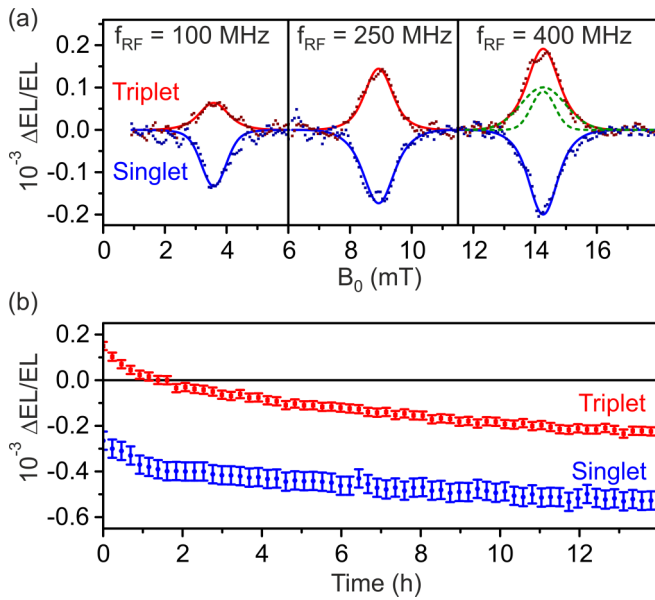 (a)
f_RF = 100 MHz f_RF = 250 MHz f_RF = 400 MHz
0.2
0.1
0.0
-0.1
-0.2
10⁻³ ΔEL/EL
Triplet
Singlet
0 2 4 6 8 10 12 14 16
B₀ (mT)
(b)
0.2
0.0
-0.2
-0.4
-0.6
10⁻³ ΔEL/EL
Triplet
Singlet
0 2 4 6 8 10 12
Time (h)